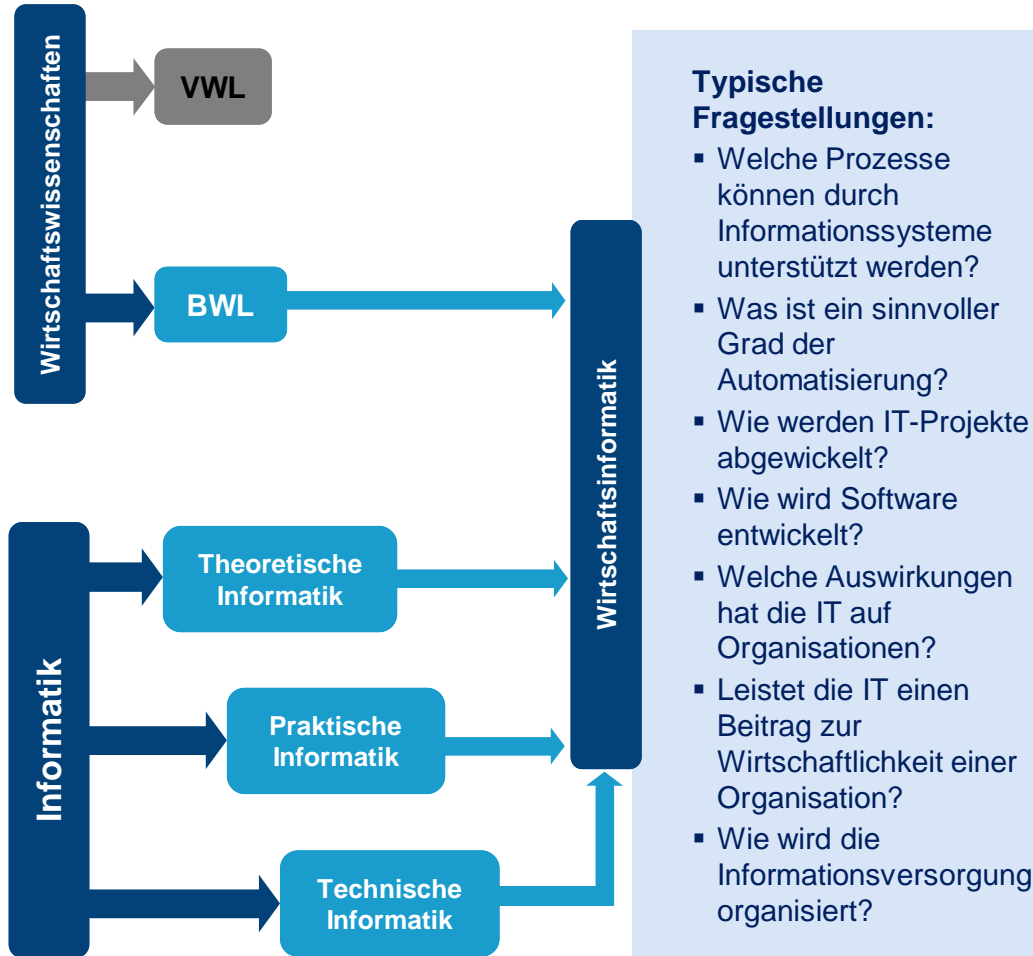 Wirtschaftswissenschaften
VWL
BWL
Informatik
Theoretische
Informatik
Praktische
Informatik
Technische
Informatik
Wirtschaftsinformatik
Typische
Fragestellungen:
▪ Welche Prozesse
können durch
Informationssysteme
unterstützt werden?
▪ Was ist ein sinnvoller
Grad der
Automatisierung?
▪ Wie werden IT-Projekte
abgewickelt?
▪ Wie wird Software
entwickelt?
▪ Welche Auswirkungen
hat die IT auf
Organisationen?
▪ Leistet die IT einen
Beitrag zur
Wirtschaftlichkeit einer
Organisation?
▪ Wie wird die
Informationsversorgung
organisiert?